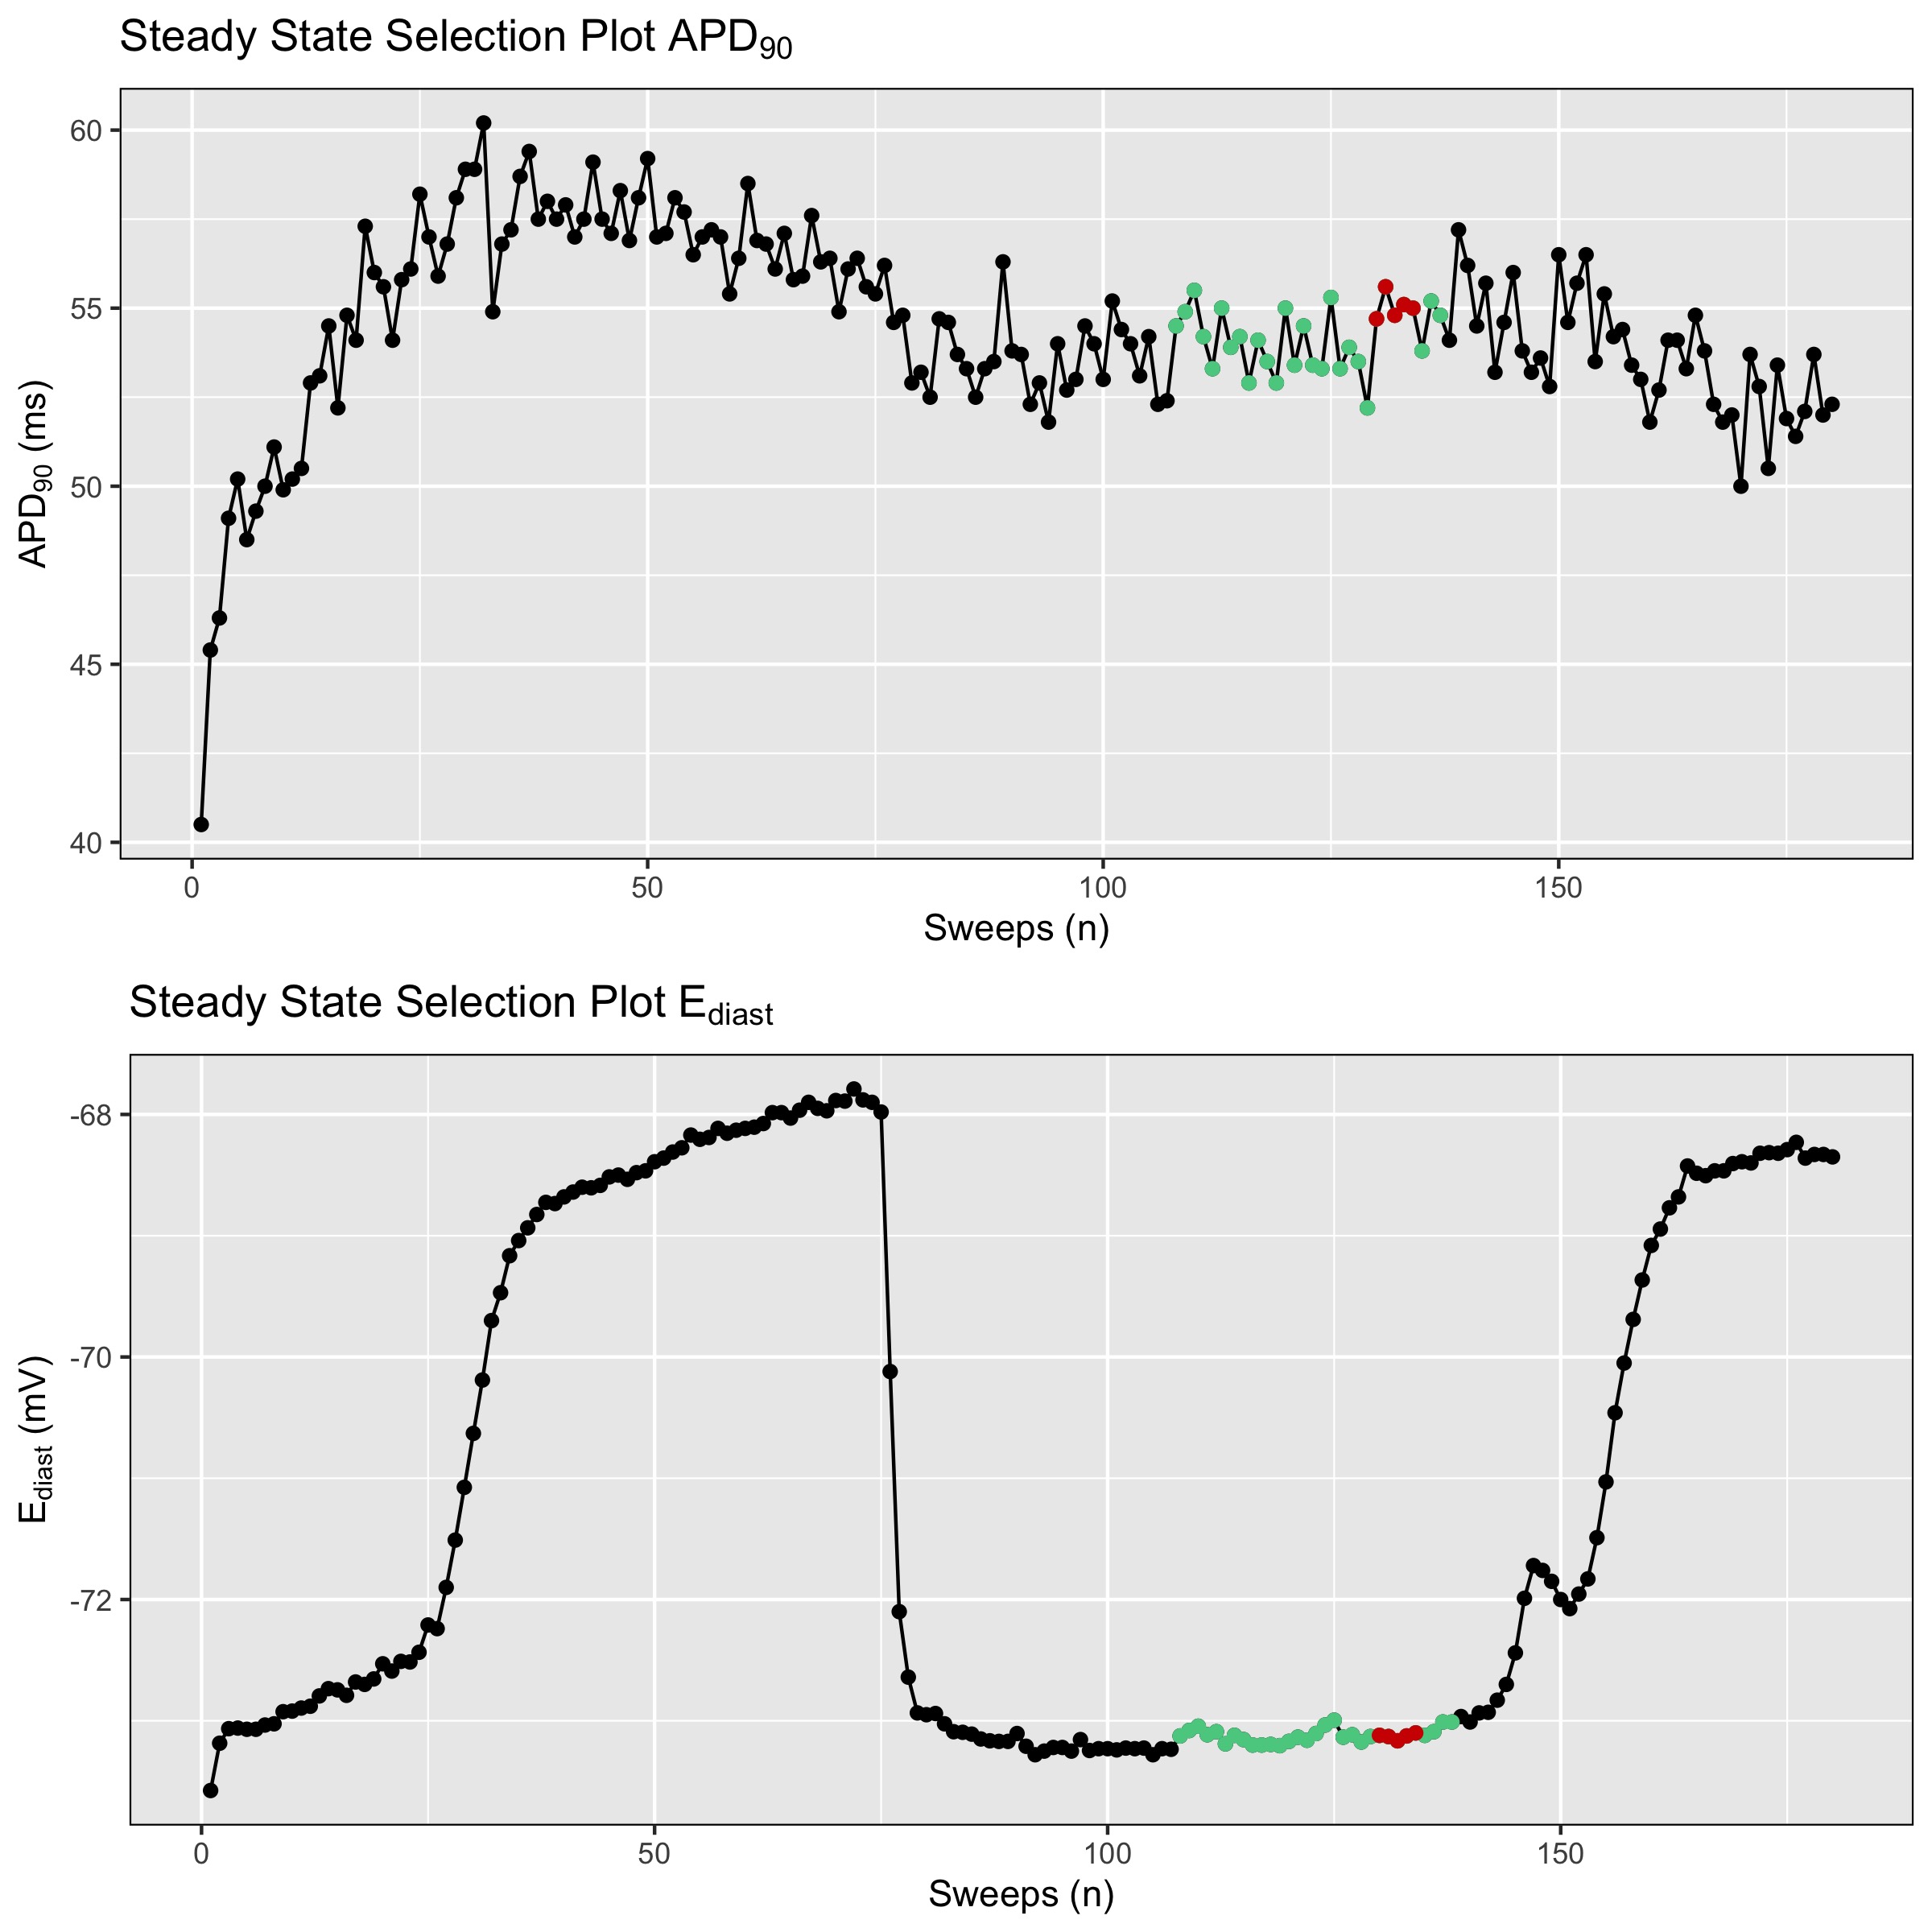 Steady State Selection Plot APD90
60
55
50
45
40
APD90 (ms)
0 50 100 150
Sweeps (n)
Steady State Selection Plot Ediast
-68
-70
-72
Ediast (mV)
0 50 100 150
Sweeps (n)